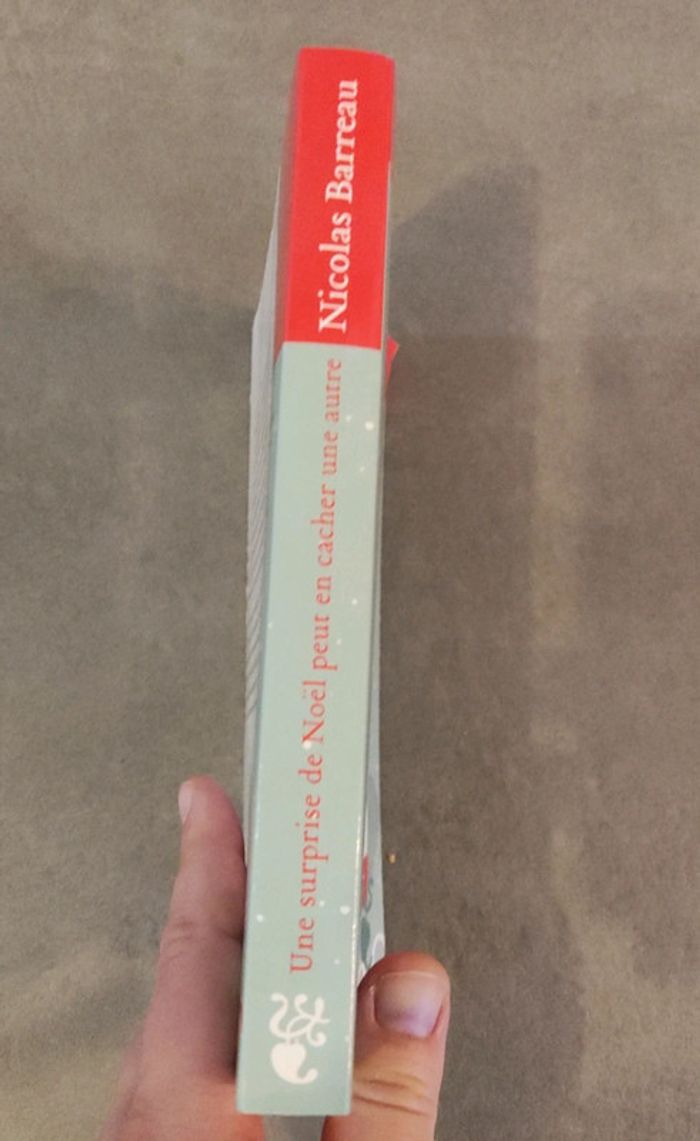 Nicolas Barreau
Une surprise de Noël peut en cacher une autre